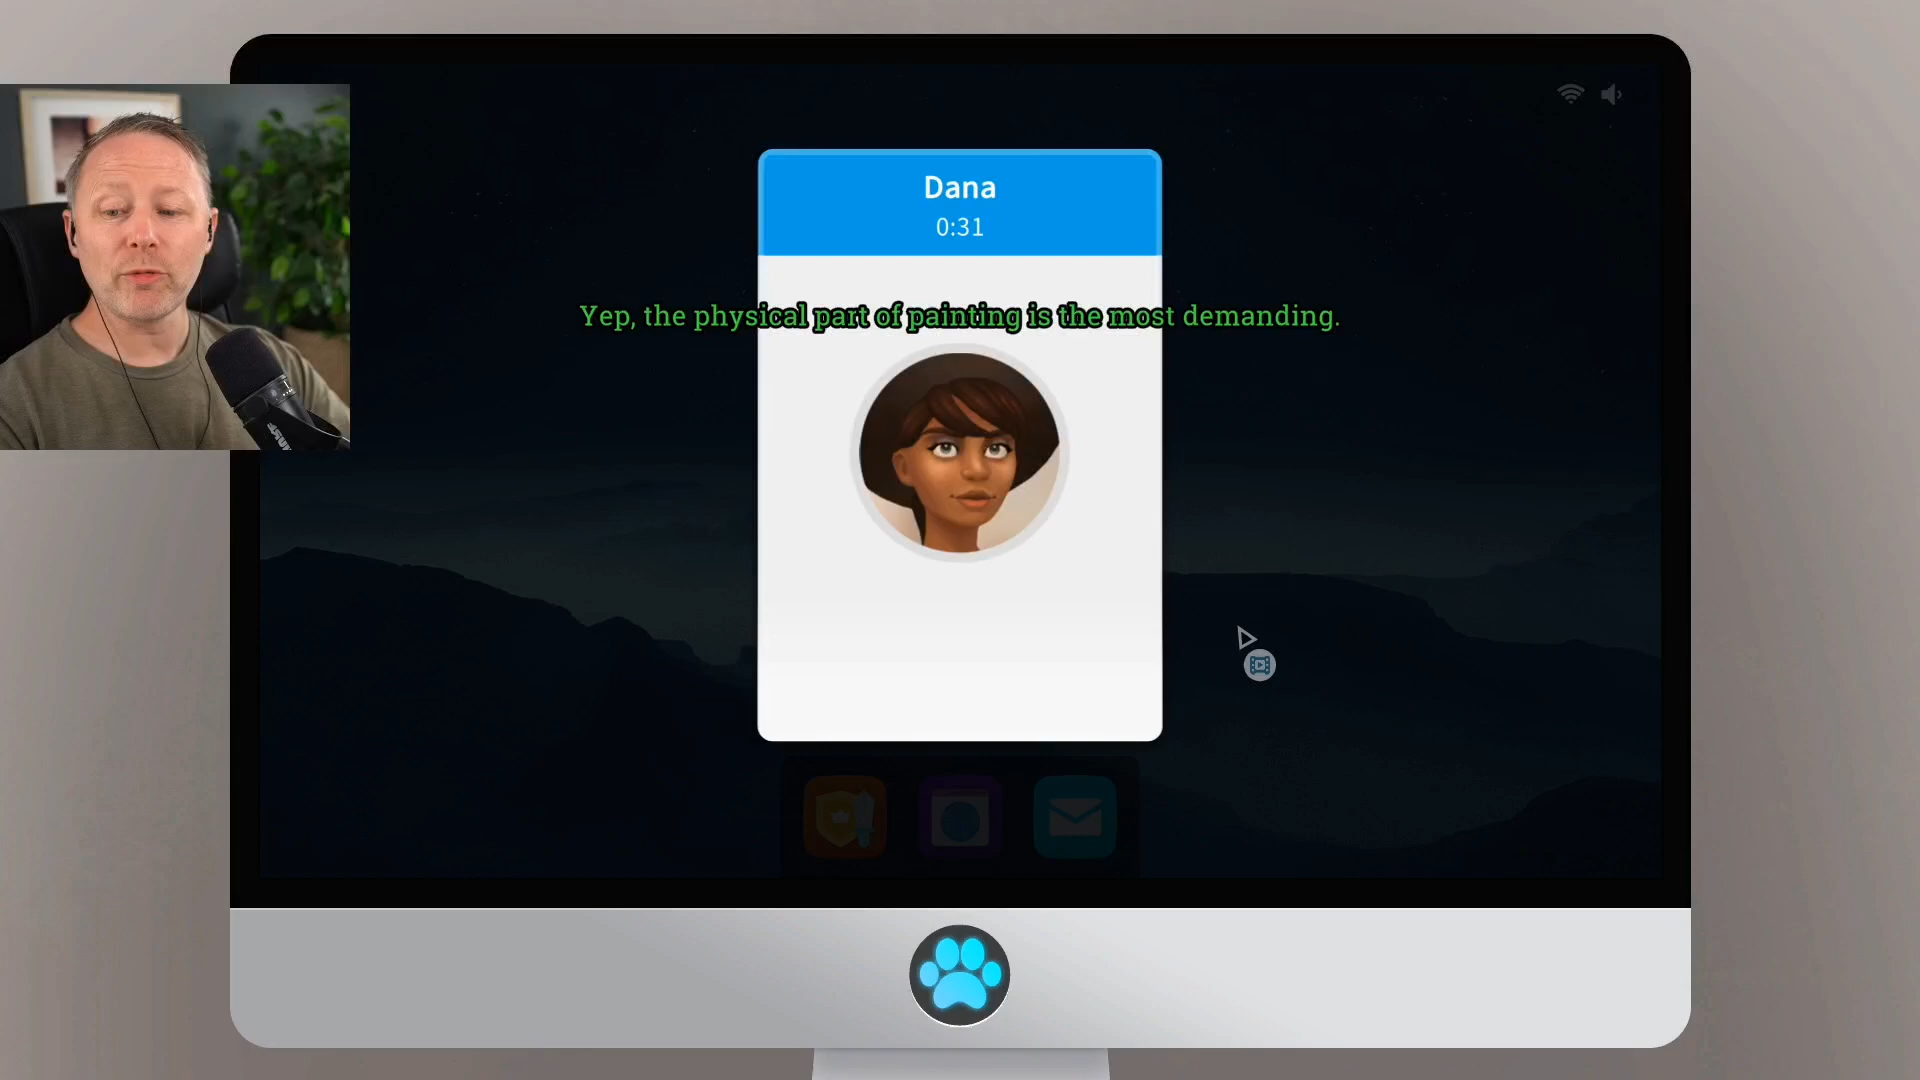 Dana
0:31
Yep, the physical part of painting is the most demanding.